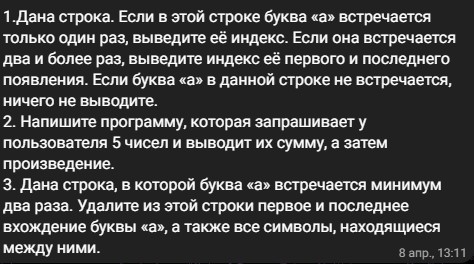 1.Дана строка. Если в этой строке буква «а» встречается
только один раз, выведите её индекс. Если она встречается
два и более раз, выведите индекс её первого и последнего
появления. Если буква «а» в данной строке не встречается,
ничего не выводите.
2. Напишите программу, которая запрашивает у
пользователя 5 чисел и выводит их сумму, а затем
произведение.
3. Дана строка, в которой буква «а» встречается минимум
два раза. Удалите из этой строки первое и последнее
вхождение буквы «а», а также все символы, находящиеся
между ними.
8 апр., 13:11